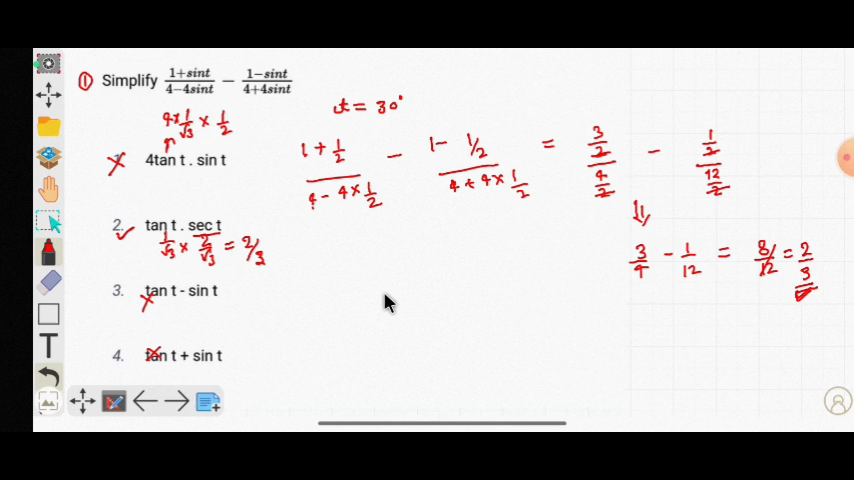 ① Simplify (1+sint)/(4−4sint) − (1−sint)/(4+4sint)
t = 30°
4×1/√3 × 1/2
1. 4tan t . sin t
(1 + 1/2)/(4 − 4×1/2) − (1 − 1/2)/(4 + 4×1/2) = (3/2)/(4/2) − (1/2)/(12/2)
2. tan t . sec t
1/√3 × 2/√3 = 2/3
3/4 − 1/12 = 8/12 = 2/3
3. tan t - sin t
4. tan t + sin t
T